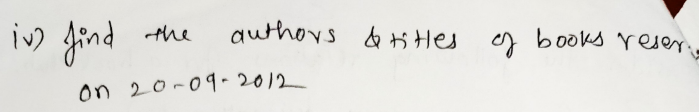 iv) find the authors & titles of books reser
on 20-09-2012